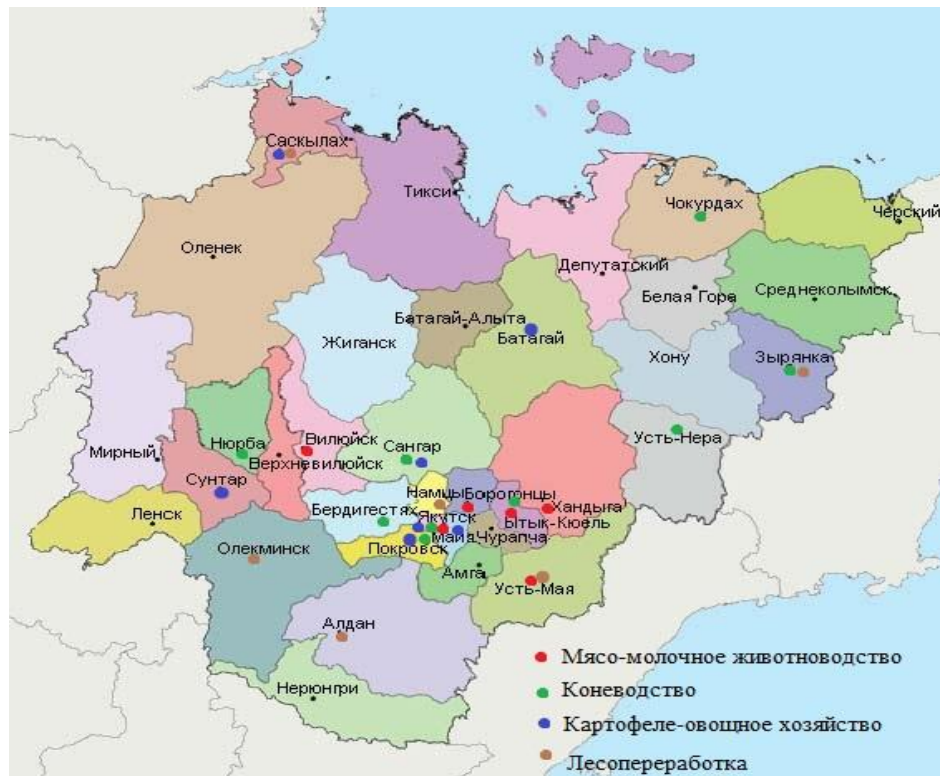 Саскылах
Тикси
Чокурдах
Черский
Оленек
Депутатский
Белая Гора
Среднеколымск
Батагай-Алыта
Батагай
Жиганск
Хону
Зырянка
Усть-Нера
Мирный
Нюрба
Вилюйск
Верхневилюйск
Сангар
Сунтар
Намцы
Борогонцы
Хандыга
Ленск
Бердигестях
Якутск
Ытык-Кюель
Майя
Чурапча
Покровск
Олекминск
Амга
Усть-Мая
Алдан
Нерюнгри
Мясо-молочное животноводство
Коневодство
Картофеле-овощное хозяйство
Лесопереработка